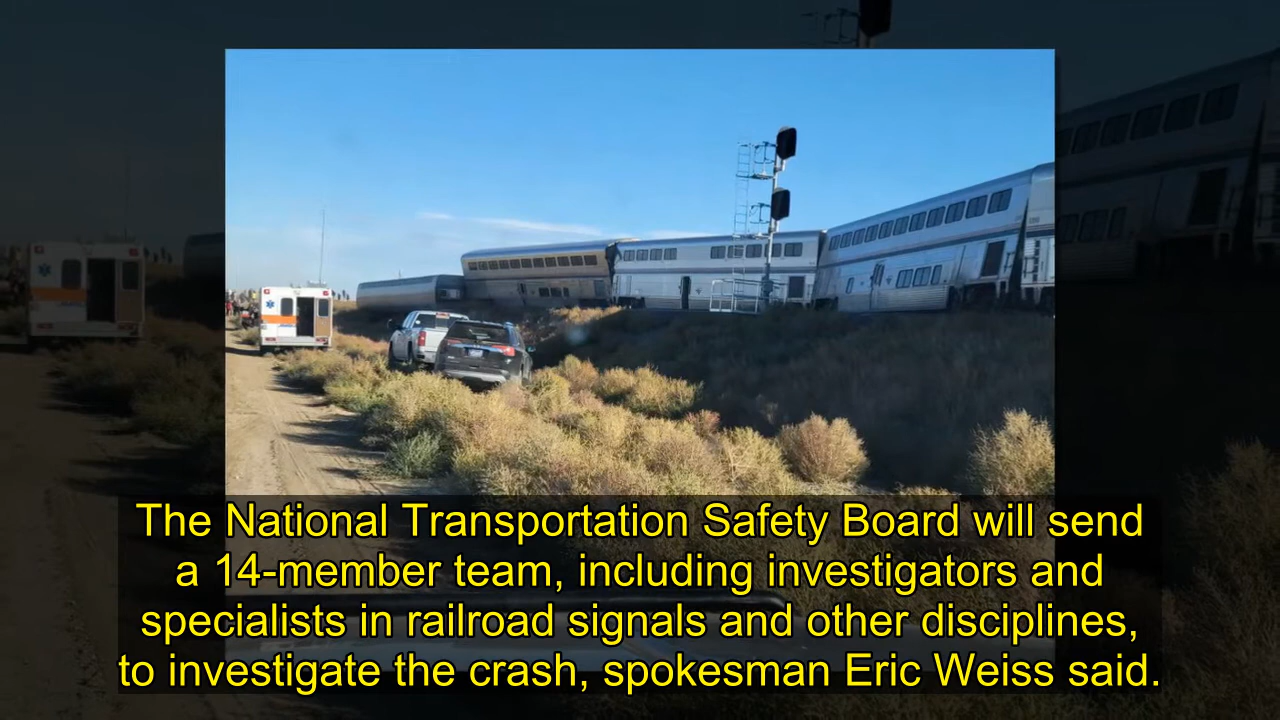 The National Transportation Safety Board will send
a 14-member team, including investigators and
specialists in railroad signals and other disciplines,
to investigate the crash, spokesman Eric Weiss said.